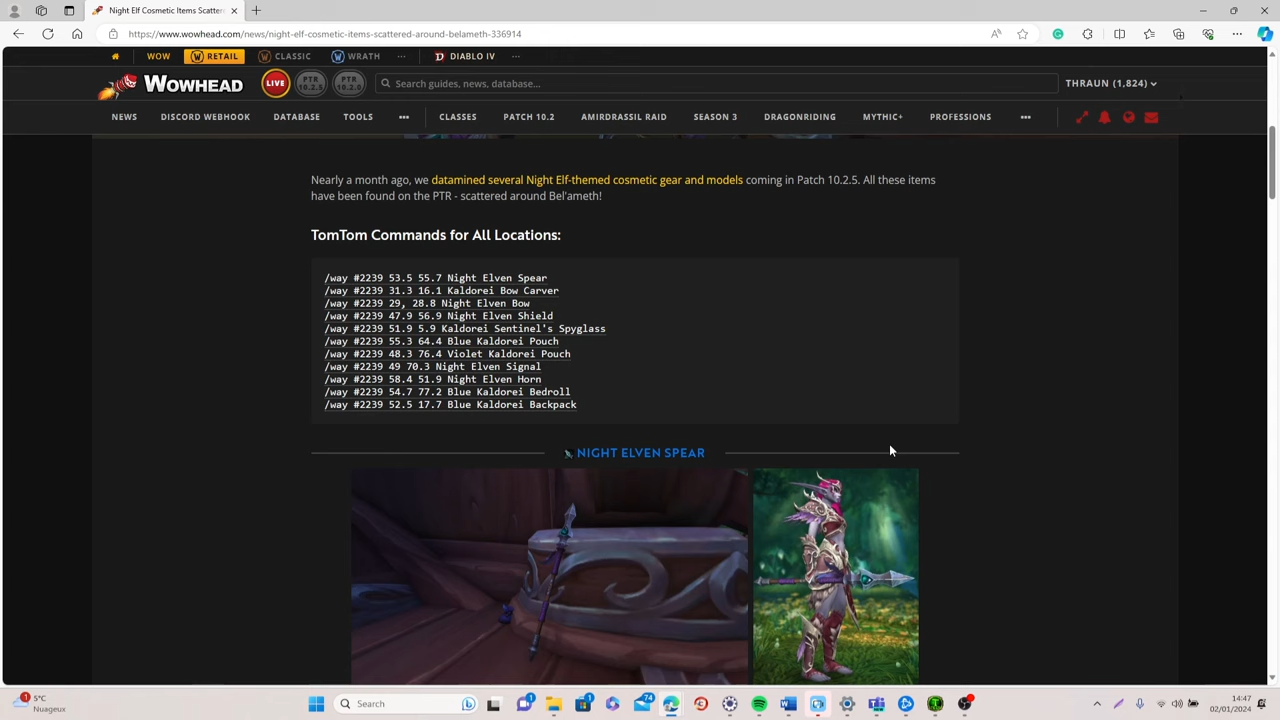 Night Elf Cosmetic Items Scattere
https://www.wowhead.com/news/night-elf-cosmetic-items-scattered-around-belameth-336914
WOW RETAIL CLASSIC WRATH ... DIABLO IV ...
WOWHEAD LIVE PTR 10.2.5 PTR 10.2.0 Search guides, news, database... THRAUN (1,824)
NEWS DISCORD WEBHOOK DATABASE TOOLS ... CLASSES PATCH 10.2 AMIRDRASSIL RAID SEASON 3 DRAGONRIDING MYTHIC+ PROFESSIONS ...
Nearly a month ago, we datamined several Night Elf-themed cosmetic gear and models coming in Patch 10.2.5. All these items
have been found on the PTR - scattered around Bel'ameth!
TomTom Commands for All Locations:
/way #2239 53.5 55.7 Night Elven Spear
/way #2239 31.3 16.1 Kaldorei Bow Carver
/way #2239 29, 28.8 Night Elven Bow
/way #2239 47.9 56.9 Night Elven Shield
/way #2239 51.9 5.9 Kaldorei Sentinel's Spyglass
/way #2239 55.3 64.4 Blue Kaldorei Pouch
/way #2239 48.3 76.4 Violet Kaldorei Pouch
/way #2239 49 70.3 Night Elven Signal
/way #2239 58.4 51.9 Night Elven Horn
/way #2239 54.7 77.2 Blue Kaldorei Bedroll
/way #2239 52.5 17.7 Blue Kaldorei Backpack
NIGHT ELVEN SPEAR
1 5°C
Nuageux
Search
1 1 74
14:47
02/01/2024